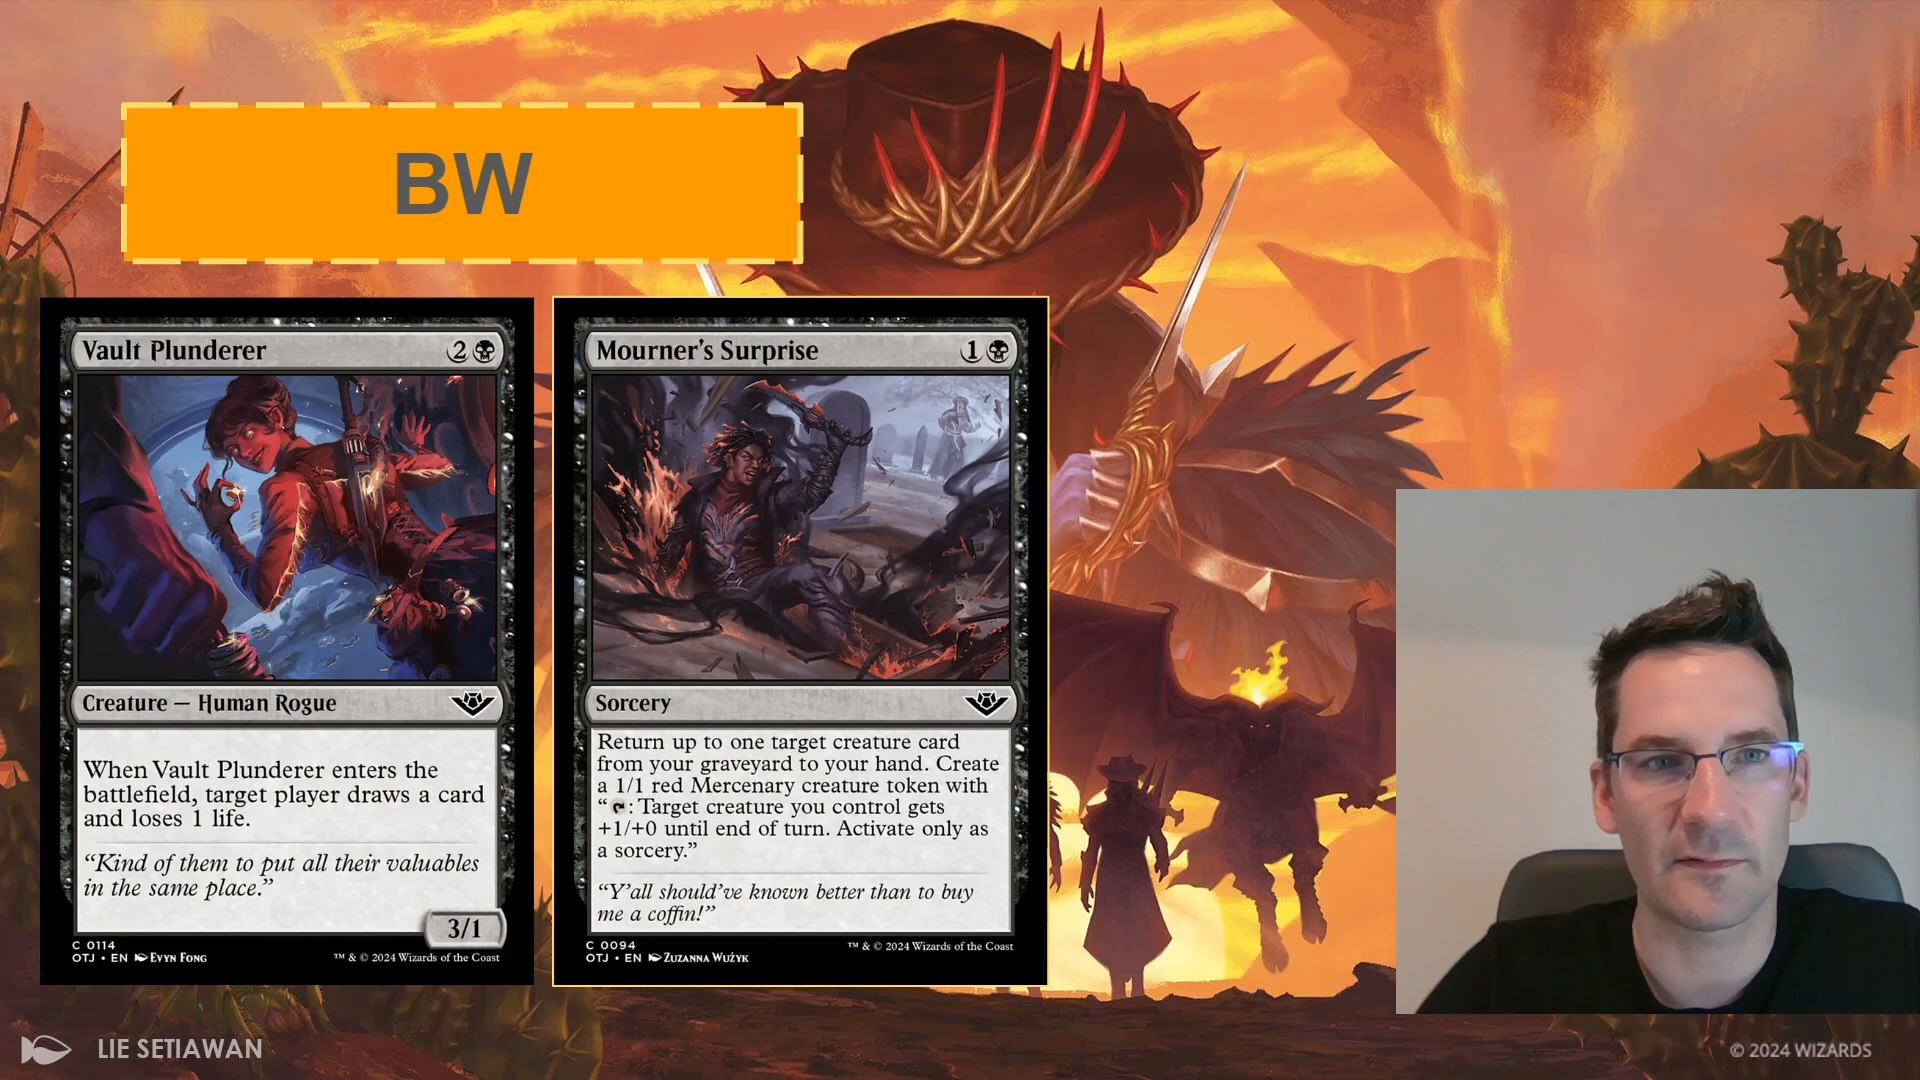 BW
Vault Plunderer 2
Creature — Human Rogue
When Vault Plunderer enters the
battlefield, target player draws a card
and loses 1 life.
“Kind of them to put all their valuables
in the same place.”
3/1
C 0114
OTJ • EN EVYN FONG
™ & © 2024 Wizards of the Coast
Mourner's Surprise 1
Sorcery
Return up to one target creature card
from your graveyard to your hand. Create
a 1/1 red Mercenary creature token with
“ : Target creature you control gets
+1/+0 until end of turn. Activate only as
a sorcery.”
“Y'all should've known better than to buy
me a coffin!”
C 0094
OTJ • EN ZUZANNA WUŻYK
™ & © 2024 Wizards of the Coast
LIE SETIAWAN
© 2024 WIZARDS